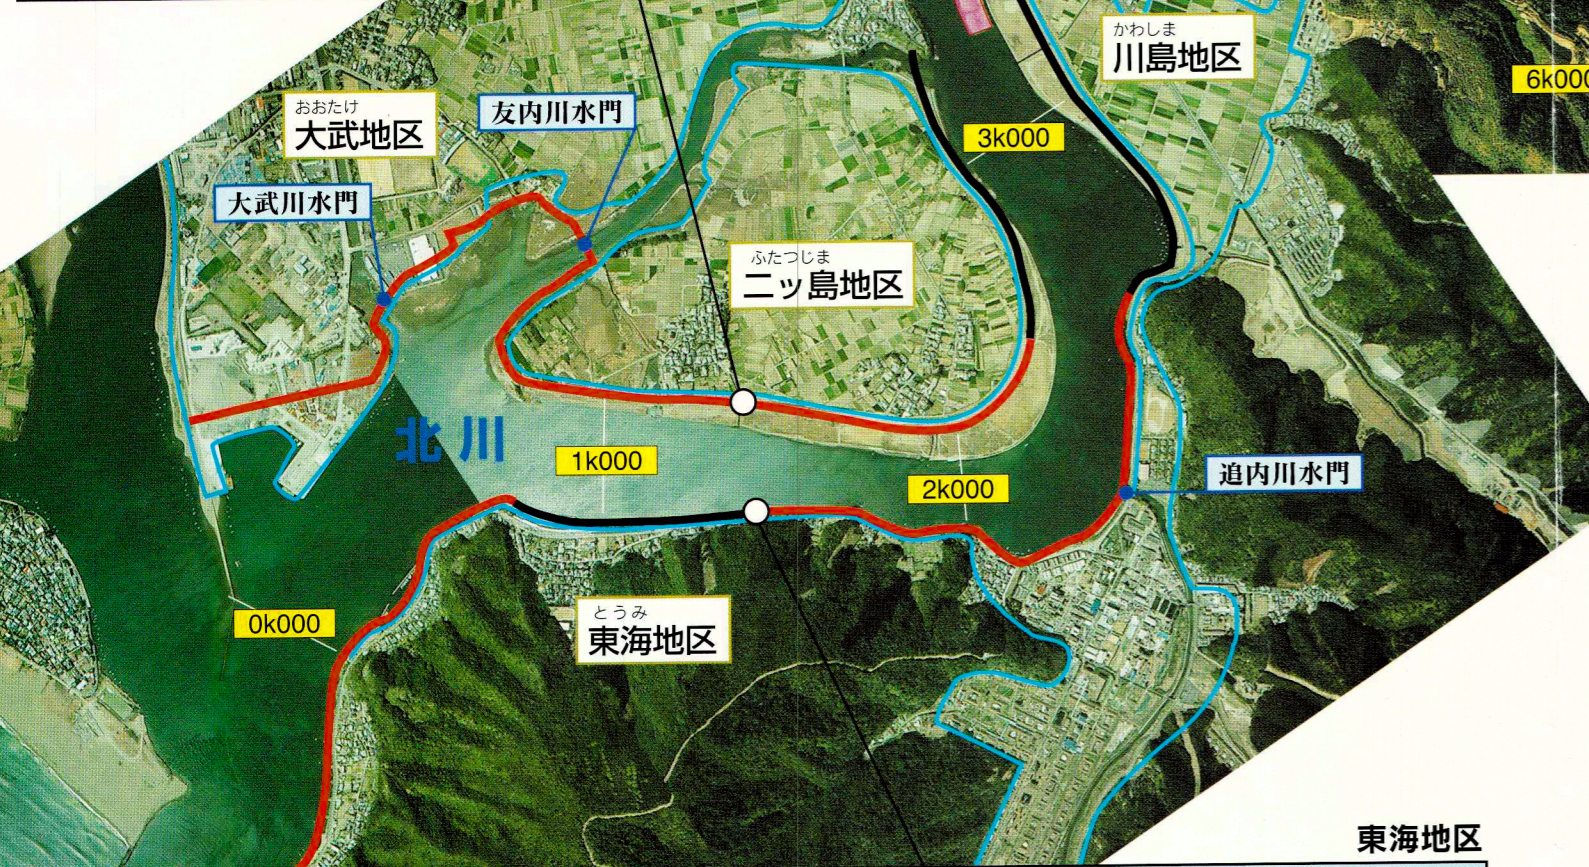 かわしま
川島地区
6k000
おおたけ
大武地区
友内川水門
3k000
大武川水門
ふたつじま
二ッ島地区
北川
1k000
2k000
追内川水門
0k000
とうみ
東海地区
東海地区